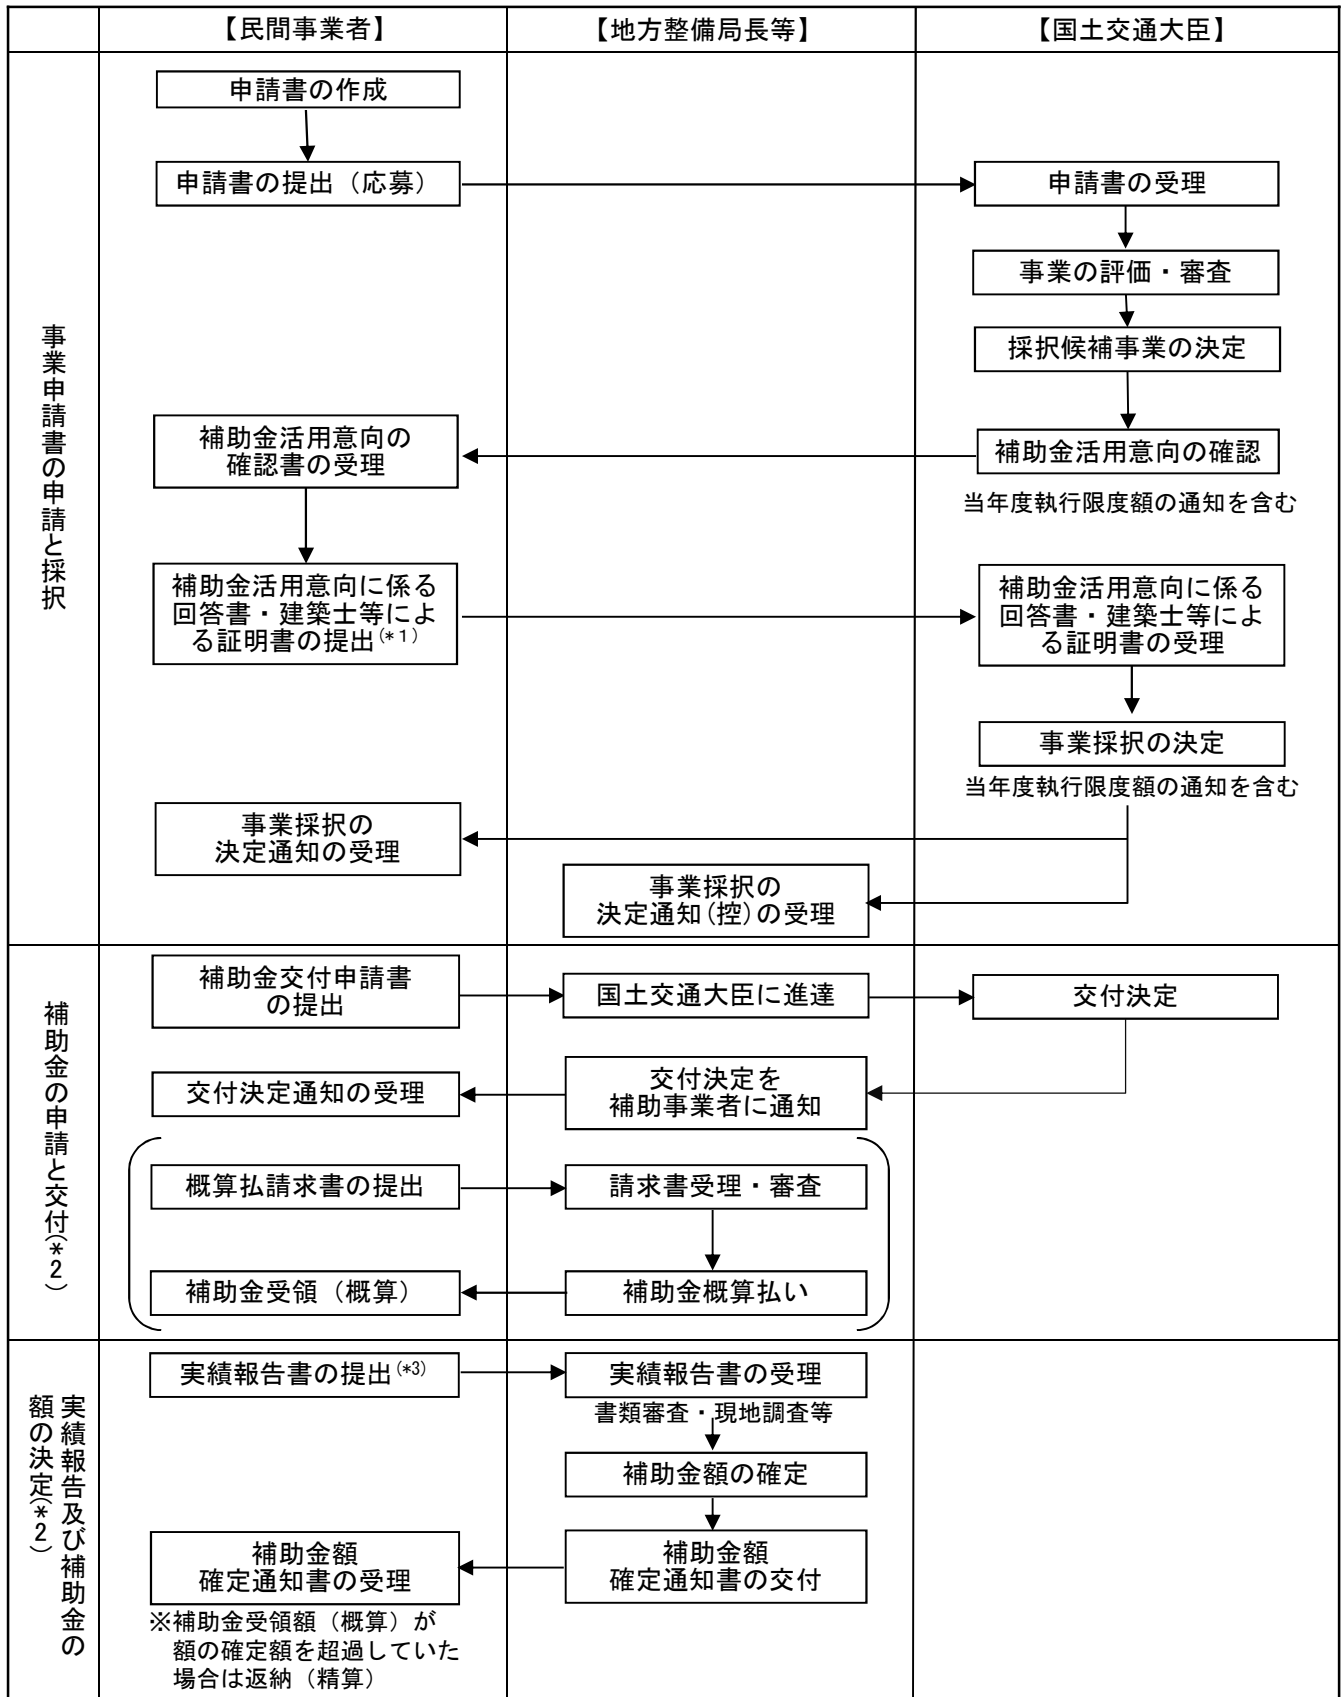 【民間事業者】
【地方整備局長等】
【国土交通大臣】
事業申請書の申請と採択
申請書の作成
申請書の提出（応募）
申請書の受理
事業の評価・審査
採択候補事業の決定
補助金活用意向の確認
当年度執行限度額の通知を含む
補助金活用意向の
確認書の受理
補助金活用意向に係る
回答書・建築士等によ
る証明書の提出(*１)
補助金活用意向に係る
回答書・建築士等によ
る証明書の受理
事業採択の決定
当年度執行限度額の通知を含む
事業採択の
決定通知の受理
事業採択の
決定通知(控)の受理
補助金の申請と交付(*2)
補助金交付申請書
の提出
国土交通大臣に進達
交付決定
交付決定を
補助事業者に通知
交付決定通知の受理
概算払請求書の提出
請求書受理・審査
補助金概算払い
補助金受領（概算）
実績報告及び補助金の
額の決定(*2)
実績報告書の提出(*3)
実績報告書の受理
書類審査・現地調査等
補助金額の確定
補助金額
確定通知書の交付
補助金額
確定通知書の受理
※補助金受領額（概算）が
額の確定額を超過していた
場合は返納（精算）